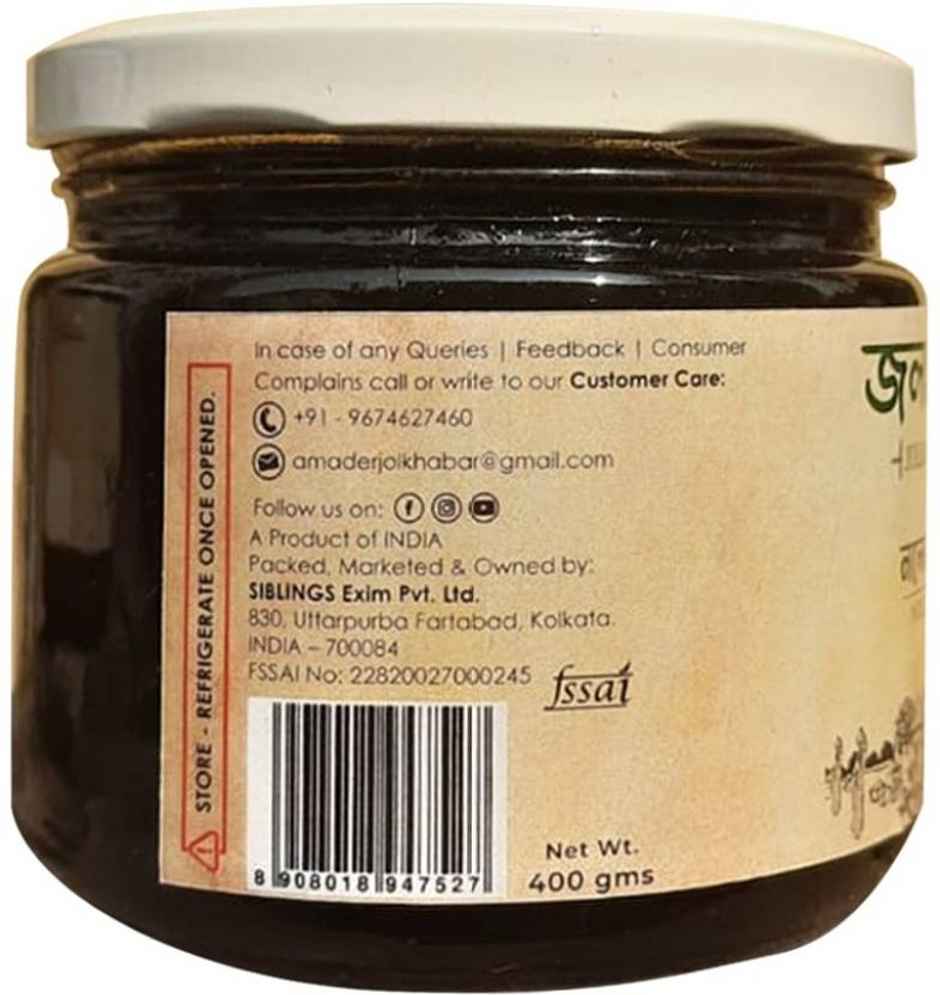 In case of any Queries | Feedback | Consumer
Complains call or write to our Customer Care:
+91 - 9674627460
amaderjolkhabar@gmail.com
Follow us on:
A Product of INDIA
Packed, Marketed & Owned by:
SIBLINGS Exim Pvt. Ltd.
830, Uttarpurba Fartabad, Kolkata.
INDIA – 700084
FSSAI No: 22820027000245
fssai
STORE - REFRIGERATE ONCE OPENED.
8 908018 947527
Net Wt.
400 gms